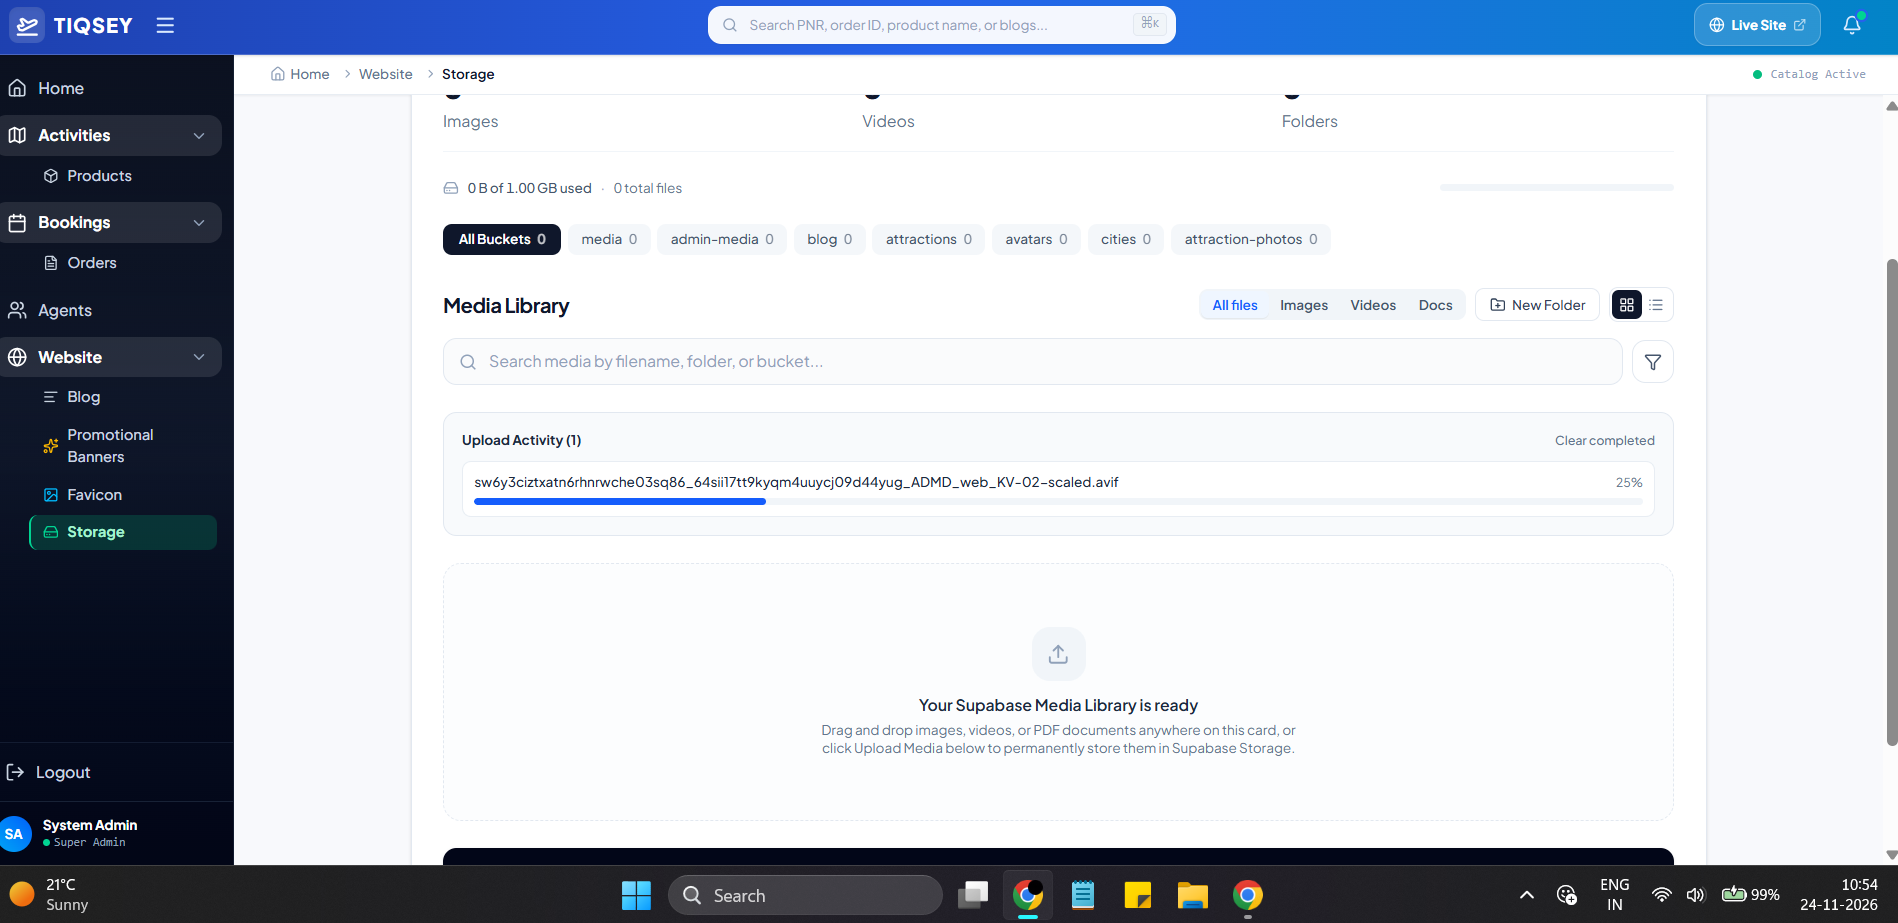 TIQSEY
Search PNR, order ID, product name, or blogs...
⌘K
Live Site
Home
Activities
Products
Bookings
Orders
Agents
Website
Blog
Promotional
Banners
Favicon
Storage
Logout
SA
System Admin
Super Admin
Home
Website
Storage
Catalog Active
Images
Videos
Folders
0 B of 1.00 GB used · 0 total files
All Buckets 0
media 0
admin-media 0
blog 0
attractions 0
avatars 0
cities 0
attraction-photos 0
Media Library
All files
Images
Videos
Docs
New Folder
Search media by filename, folder, or bucket...
Upload Activity (1)
Clear completed
sw6y3ciztxatn6rhnrwche03sq86_64sii17tt9kyqm4uuycj09d44yug_ADMD_web_KV-02-scaled.avif
25%
Your Supabase Media Library is ready
Drag and drop images, videos, or PDF documents anywhere on this card, or
click Upload Media below to permanently store them in Supabase Storage.
21°C
Sunny
Search
ENG
IN
99%
10:54
24-11-2026